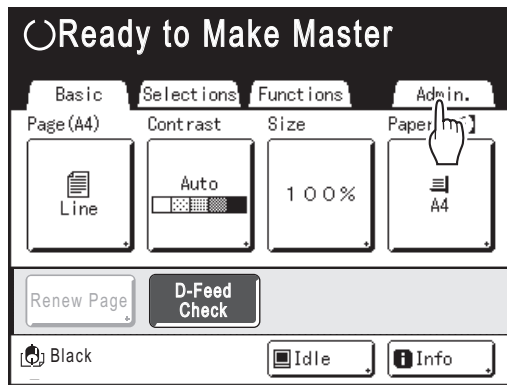 Ready to Make Master
Basic Selections Functions Admin.
Page(A4) Contrast Size Paper
Line Auto 100% A4
Renew Page D-Feed Check
Black Idle Info